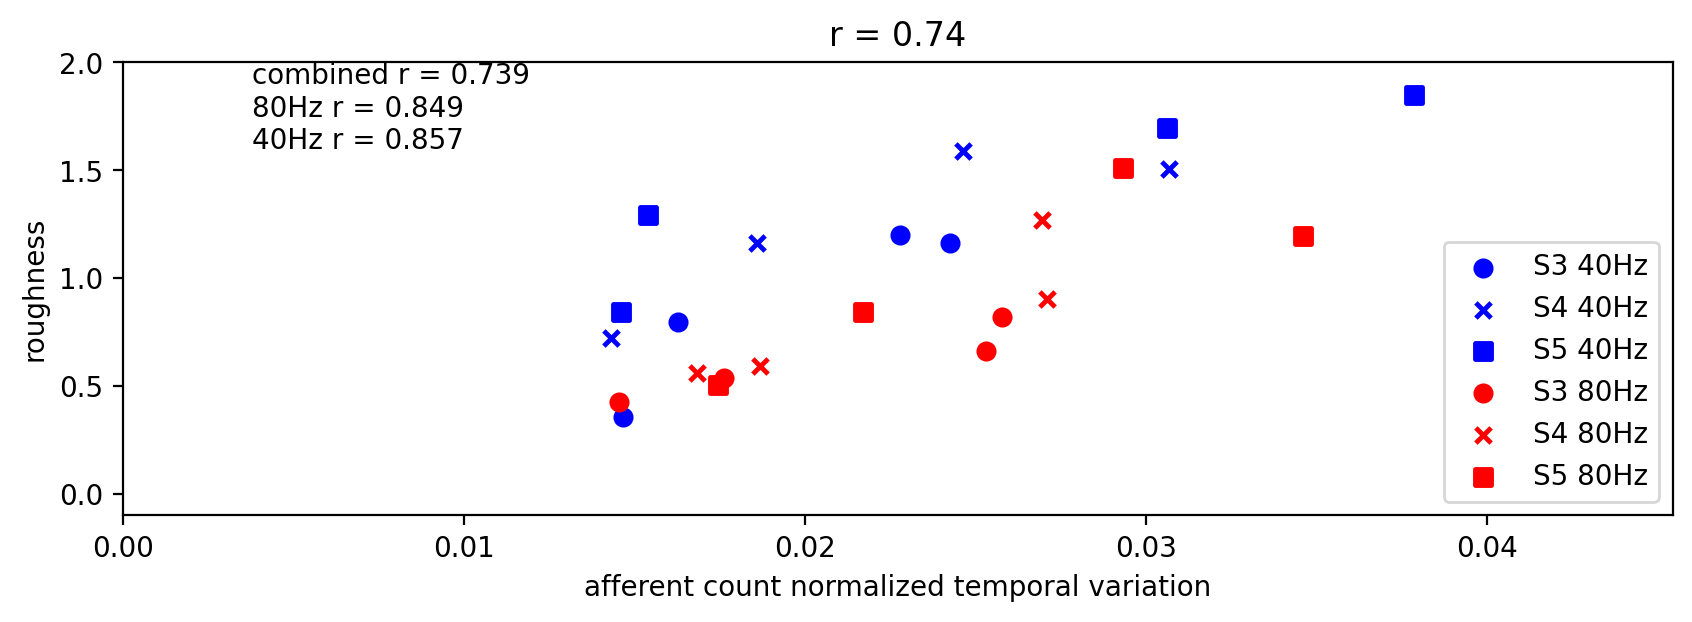 r = 0.74
combined r = 0.739
80Hz r = 0.849
40Hz r = 0.857
roughness
2.0
1.5
1.0
0.5
0.0
S3 40Hz
S4 40Hz
S5 40Hz
S3 80Hz
S4 80Hz
S5 80Hz
0.00 0.01 0.02 0.03 0.04
afferent count normalized temporal variation